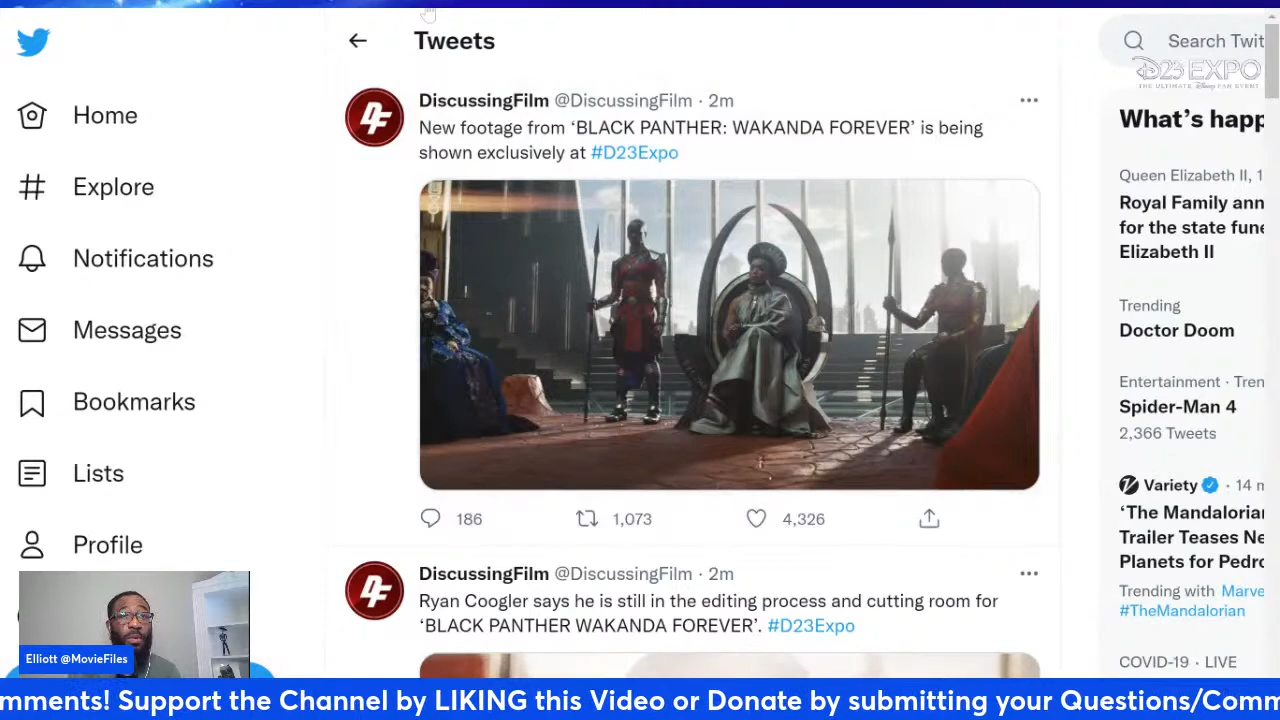 Tweets
Search Twit
D23 EXPO
THE ULTIMATE Disney FAN EVENT
Home
Explore
Notifications
Messages
Bookmarks
Lists
Profile
DF
DiscussingFilm @DiscussingFilm · 2m
New footage from ‘BLACK PANTHER: WAKANDA FOREVER’ is being
shown exclusively at #D23Expo
186
1,073
4,326
DF
DiscussingFilm @DiscussingFilm · 2m
Ryan Coogler says he is still in the editing process and cutting room for
‘BLACK PANTHER WAKANDA FOREVER’. #D23Expo
What’s happ
Queen Elizabeth II, 1
Royal Family ann
for the state fune
Elizabeth II
Trending
Doctor Doom
Entertainment · Tren
Spider-Man 4
2,366 Tweets
Variety · 14 m
‘The Mandalorian
Trailer Teases Ne
Planets for Pedro
Trending with Marve
#TheMandalorian
COVID-19 · LIVE
Elliott @MovieFiles
mments! Support the Channel by LIKING this Video or Donate by submitting your Questions/Comm